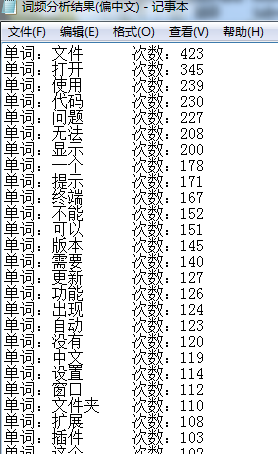 词频分析结果(偏中文) - 记事本
文件(F) 编辑(E) 格式(O) 查看(V) 帮助(H)
单词: 文件 次数: 423
单词: 打开 次数: 345
单词: 使用 次数: 239
单词: 代码 次数: 230
单词: 问题 次数: 227
单词: 无法 次数: 208
单词: 显示 次数: 200
单词: 一个 次数: 178
单词: 提示 次数: 171
单词: 终端 次数: 167
单词: 不能 次数: 152
单词: 可以 次数: 151
单词: 版本 次数: 145
单词: 需要 次数: 140
单词: 更新 次数: 127
单词: 功能 次数: 126
单词: 出现 次数: 124
单词: 自动 次数: 123
单词: 没有 次数: 120
单词: 中文 次数: 119
单词: 设置 次数: 114
单词: 窗口 次数: 112
单词: 文件夹 次数: 110
单词: 扩展 次数: 108
单词: 插件 次数: 103
单词: 这个 次数: